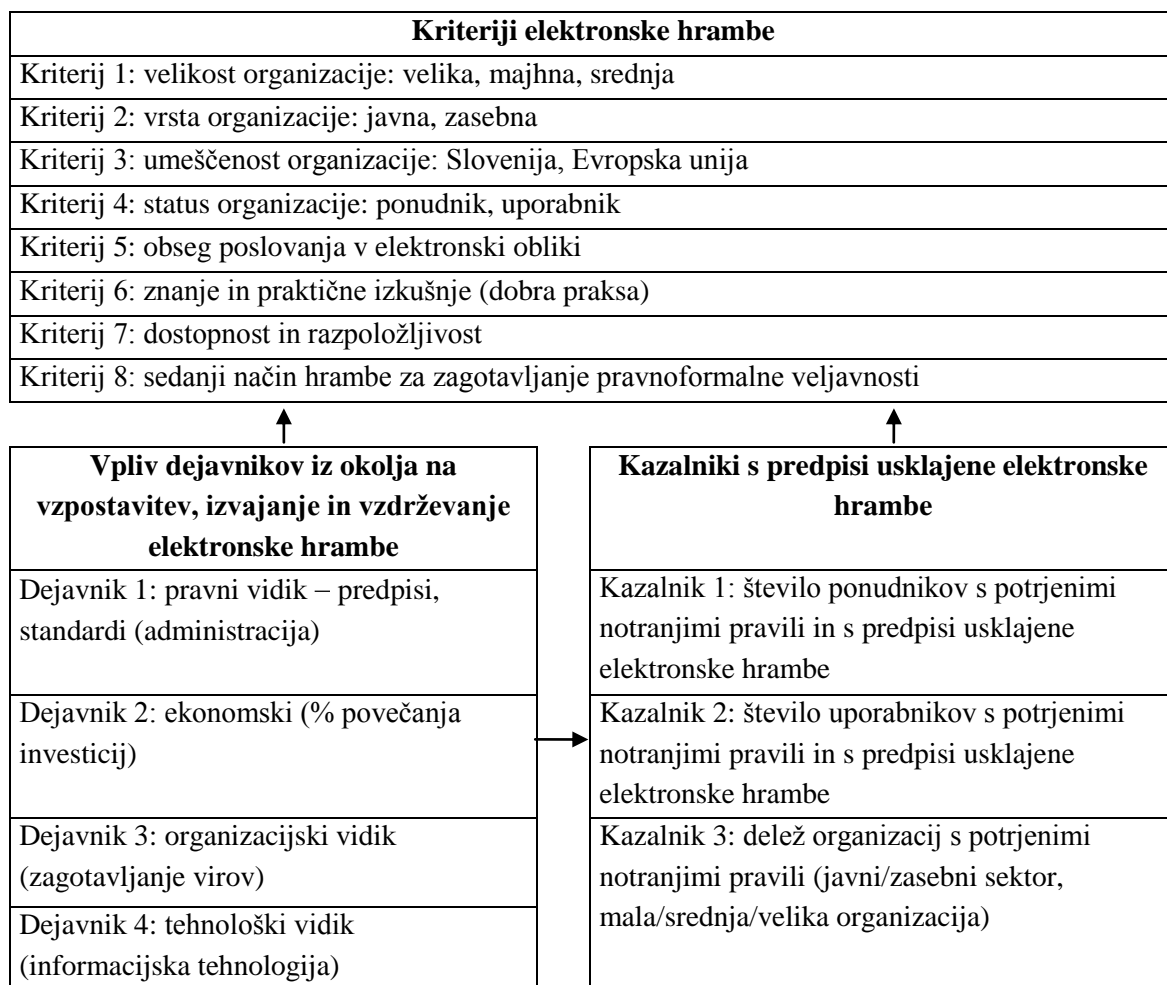 Kriteriji elektronske hrambe
Kriterij 1: velikost organizacije: velika, majhna, srednja
Kriterij 2: vrsta organizacije: javna, zasebna
Kriterij 3: umeščenost organizacije: Slovenija, Evropska unija
Kriterij 4: status organizacije: ponudnik, uporabnik
Kriterij 5: obseg poslovanja v elektronski obliki
Kriterij 6: znanje in praktične izkušnje (dobra praksa)
Kriterij 7: dostopnost in razpoložljivost
Kriterij 8: sedanji način hrambe za zagotavljanje pravnoformalne veljavnosti
Vpliv dejavnikov iz okolja na
vzpostavitev, izvajanje in vzdrževanje
elektronske hrambe
Dejavnik 1: pravni vidik – predpisi,
standardi (administracija)
Dejavnik 2: ekonomski (% povečanja
investicij)
Dejavnik 3: organizacijski vidik
(zagotavljanje virov)
Dejavnik 4: tehnološki vidik
(informacijska tehnologija)
Kazalniki s predpisi usklajene elektronske
hrambe
Kazalnik 1: število ponudnikov s potrjenimi
notranjimi pravili in s predpisi usklajene
elektronske hrambe
Kazalnik 2: število uporabnikov s potrjenimi
notranjimi pravili in s predpisi usklajene
elektronske hrambe
Kazalnik 3: delež organizacij s potrjenimi
notranjimi pravili (javni/zasebni sektor,
mala/srednja/velika organizacija)